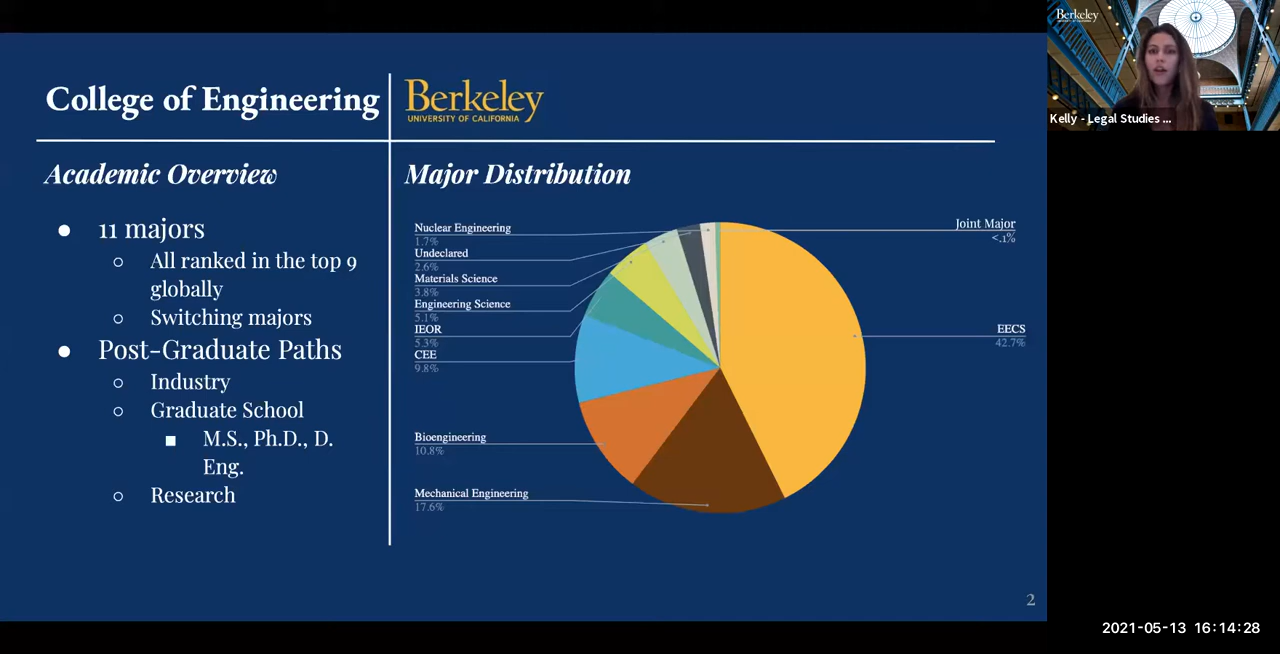 College of Engineering
Berkeley
UNIVERSITY OF CALIFORNIA
Academic Overview
● 11 majors
○ All ranked in the top 9
globally
○ Switching majors
● Post-Graduate Paths
○ Industry
○ Graduate School
■ M.S., Ph.D., D.
Eng.
○ Research
Major Distribution
Nuclear Engineering
1.7%
Undeclared
2.6%
Materials Science
3.8%
Engineering Science
5.1%
IEOR
5.3%
CEE
9.8%
Bioengineering
10.8%
Mechanical Engineering
17.6%
Joint Major
<.1%
EECS
42.7%
2
Berkeley
Kelly - Legal Studies ...
2021-05-13 16:14:28